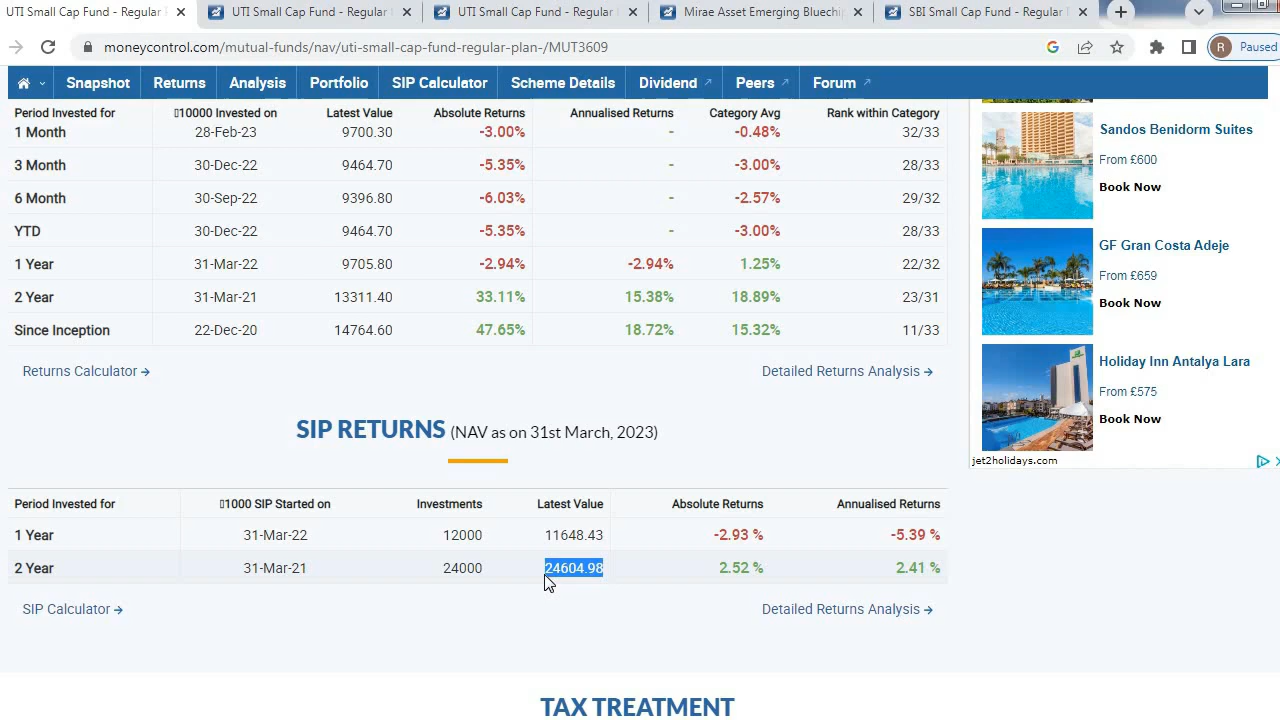 UTI Small Cap Fund - Regular UTI Small Cap Fund - Regular UTI Small Cap Fund - Regular Mirae Asset Emerging Bluechip SBI Small Cap Fund - Regular
moneycontrol.com/mutual-funds/nav/uti-small-cap-fund-regular-plan-/MUT3609 R Paused
Snapshot Returns Analysis Portfolio SIP Calculator Scheme Details Dividend Peers Forum
Period Invested for 10000 Invested on Latest Value Absolute Returns Annualised Returns Category Avg Rank within Category
1 Month 28-Feb-23 9700.30 -3.00% - -0.48% 32/33
3 Month 30-Dec-22 9464.70 -5.35% - -3.00% 28/33
6 Month 30-Sep-22 9396.80 -6.03% - -2.57% 29/32
YTD 30-Dec-22 9464.70 -5.35% - -3.00% 28/33
1 Year 31-Mar-22 9705.80 -2.94% -2.94% 1.25% 22/32
2 Year 31-Mar-21 13311.40 33.11% 15.38% 18.89% 23/31
Since Inception 22-Dec-20 14764.60 47.65% 18.72% 15.32% 11/33
Returns Calculator → Detailed Returns Analysis →
SIP RETURNS (NAV as on 31st March, 2023)
Period Invested for 1000 SIP Started on Investments Latest Value Absolute Returns Annualised Returns
1 Year 31-Mar-22 12000 11648.43 -2.93 % -5.39 %
2 Year 31-Mar-21 24000 24604.98 2.52 % 2.41 %
SIP Calculator → Detailed Returns Analysis →
TAX TREATMENT
Sandos Benidorm Suites
From £600
Book Now
GF Gran Costa Adeje
From £659
Book Now
Holiday Inn Antalya Lara
From £575
Book Now
jet2holidays.com